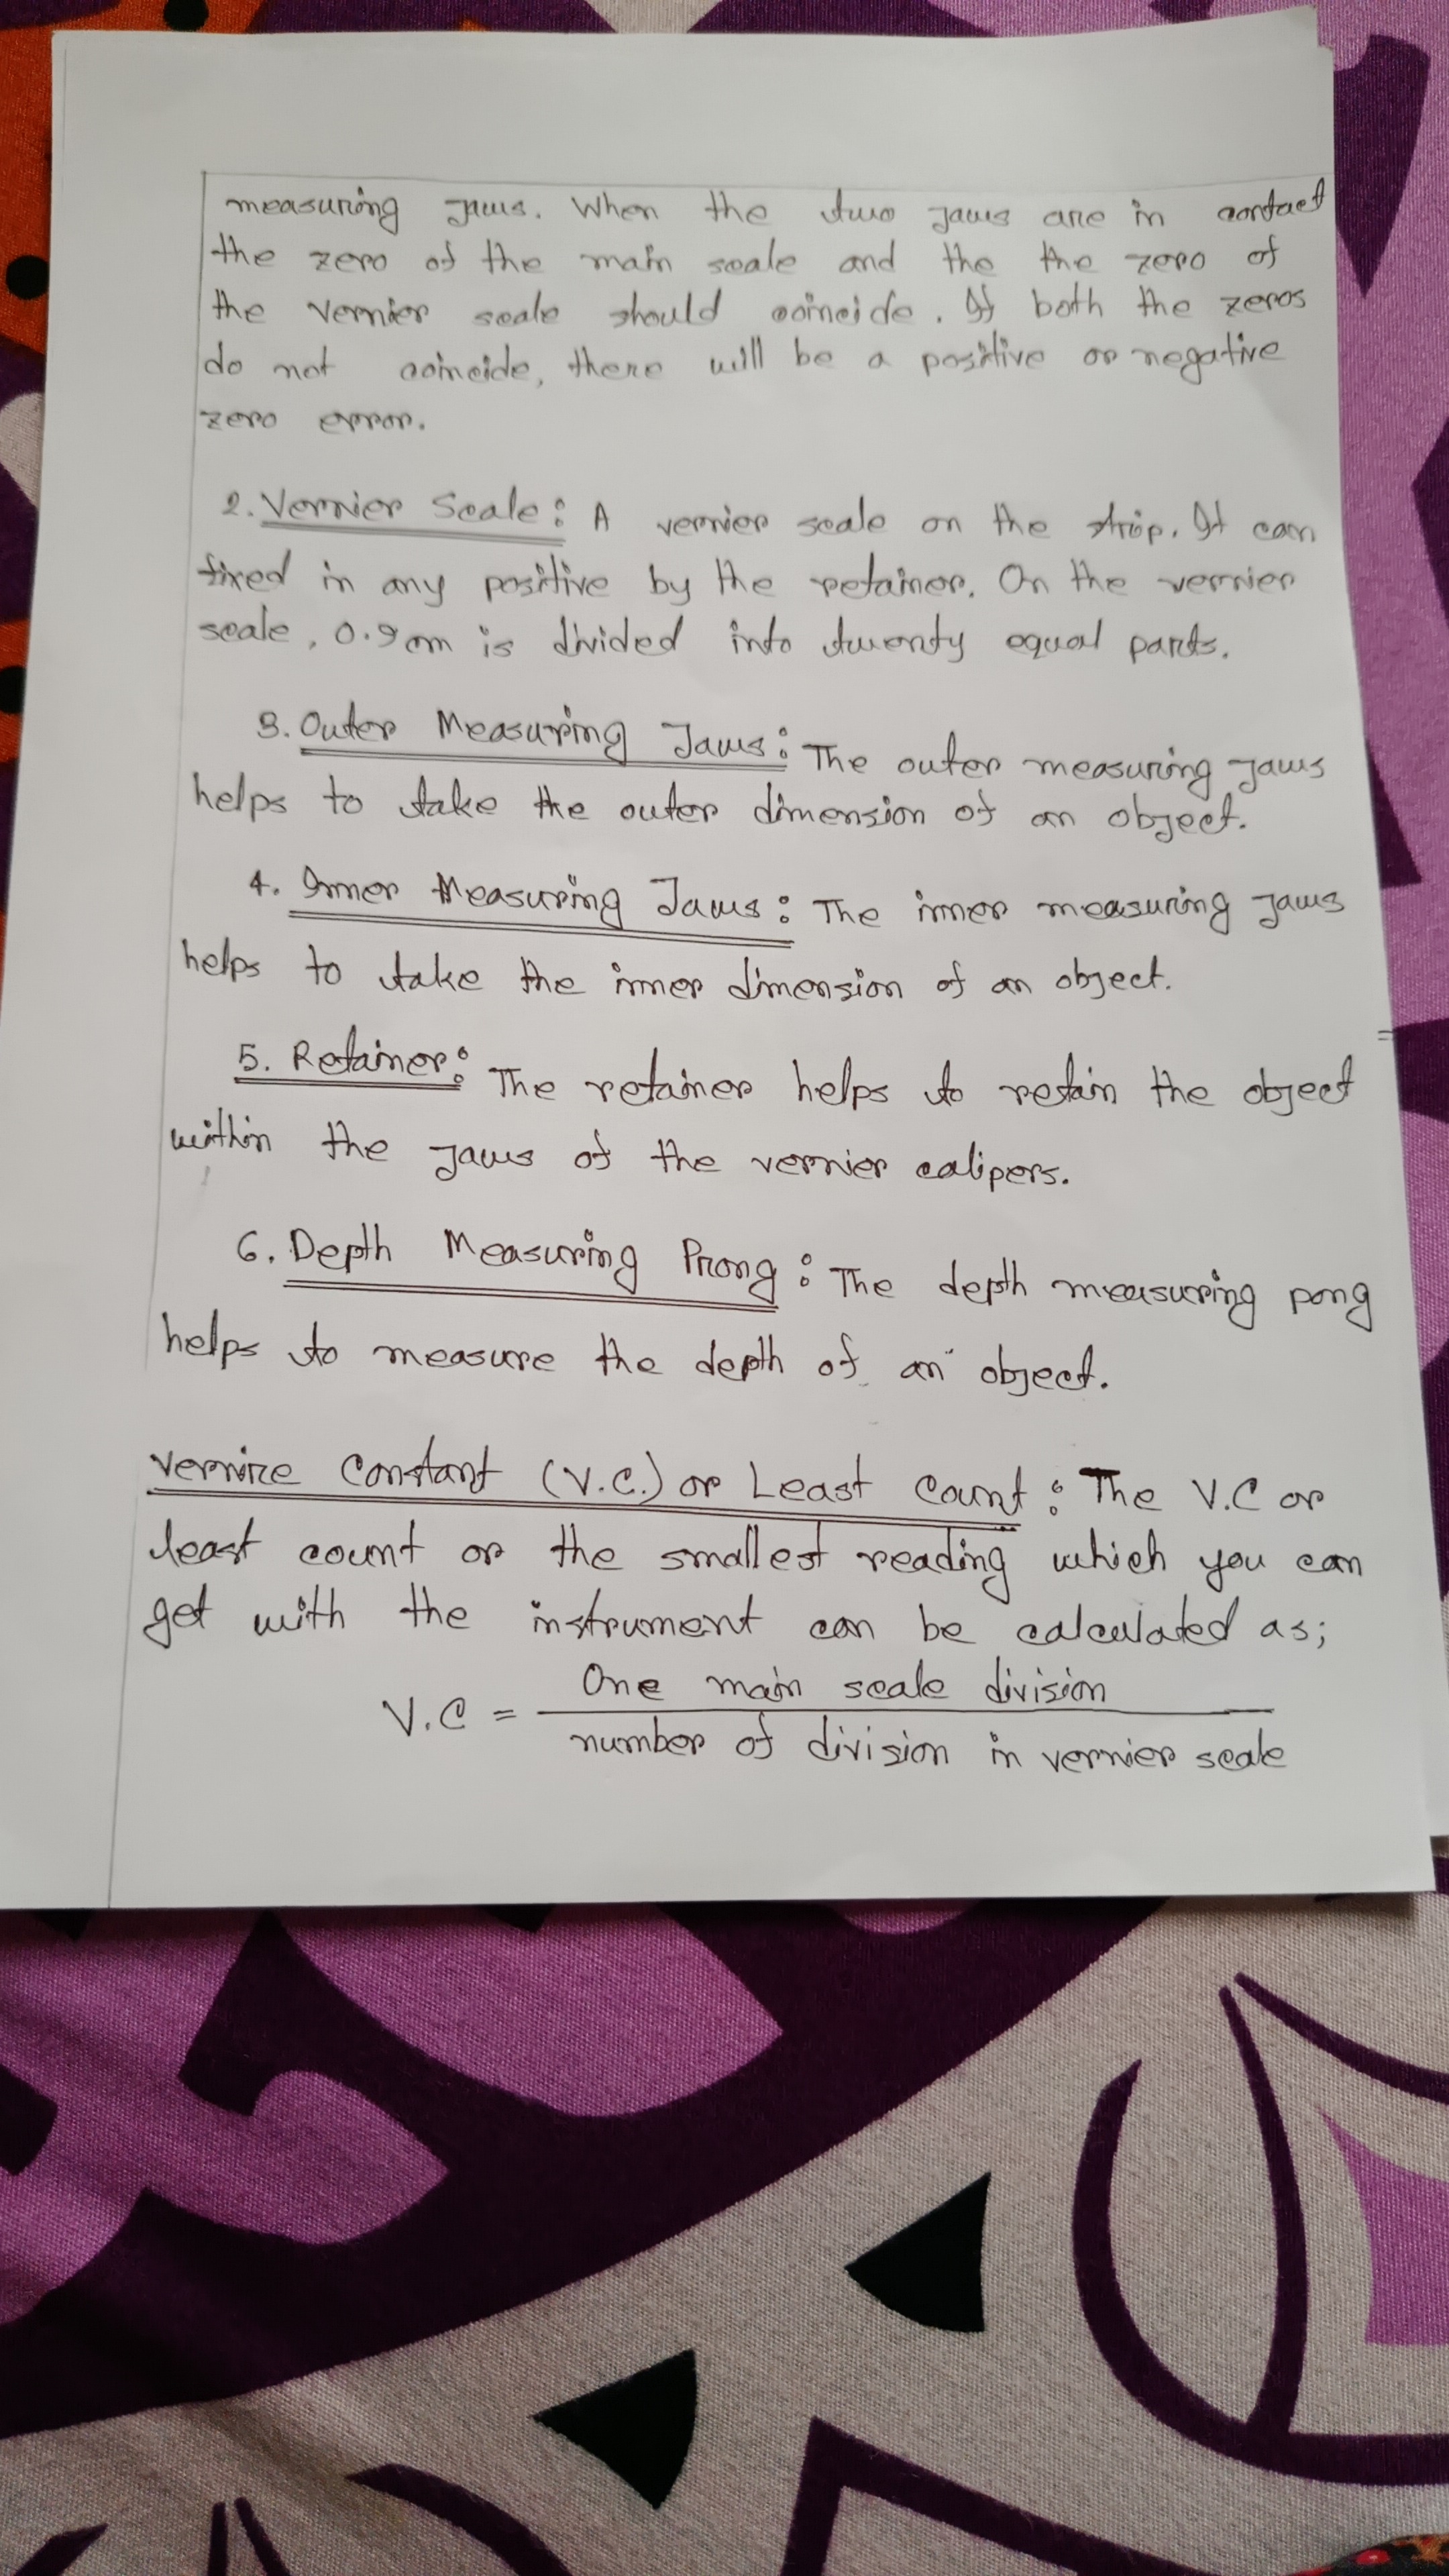 measuring jaws. When the two jaws are in contact
the zero of the main scale and the the zero of
the vernier scale should coincide. If both the zeros
do not coincide, there will be a positive or negative
zero error.
2. Vernier Scale: A vernier scale on the strip. It can
fixed in any positive by the retainer. On the vernier
scale, 0.9cm is divided into twenty equal parts.
3. Outer Measuring Jaws: The outer measuring jaws
helps to take the outer dimension of an object.
4. Inner Measuring Jaws: The inner measuring jaws
helps to take the inner dimension of an object.
5. Retainer: The retainer helps to retain the object
within the jaws of the vernier calipers.
6. Depth Measuring Prong: The depth measuring pong
helps to measure the depth of an object.
Vernire Constant (V.C.) or Least Count: The V.C or
least count or the smallest reading which you can
get with the instrument can be calculated as;
V.C = One main scale division
number of division in vernier scale